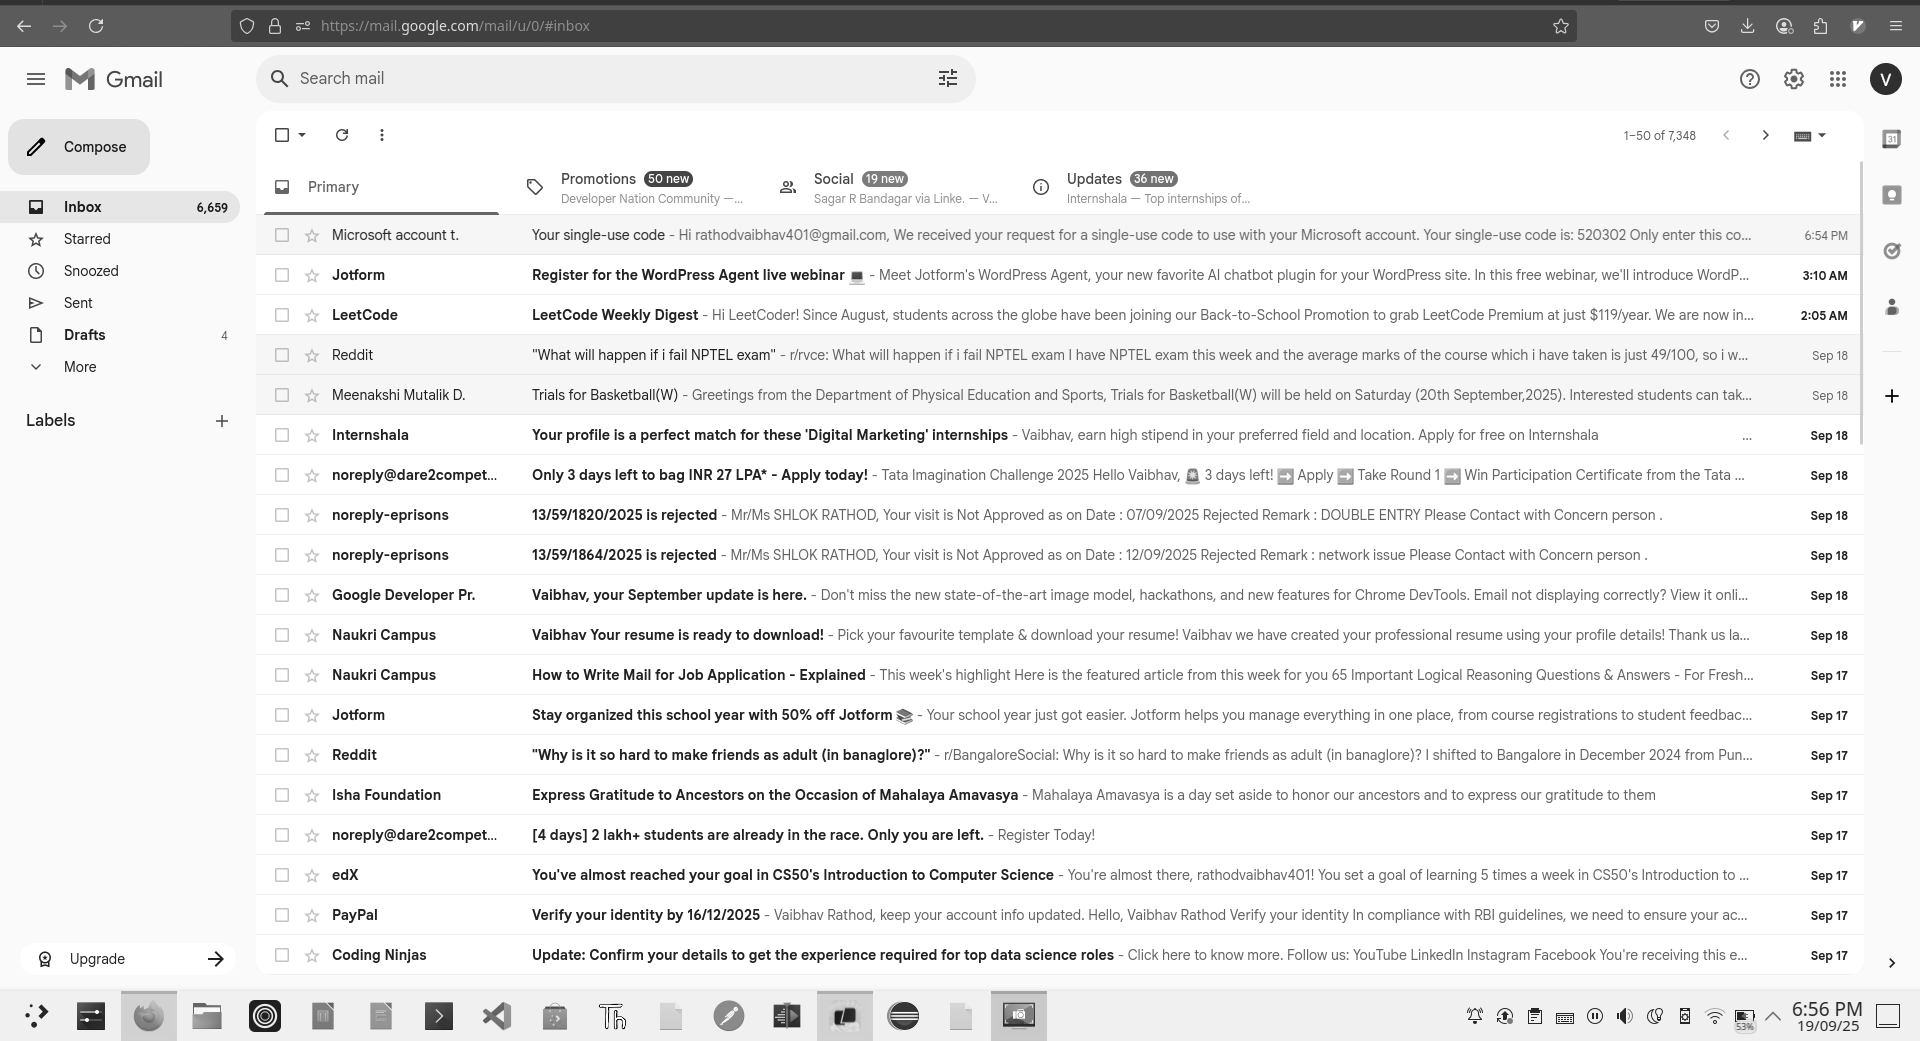 https://mail.google.com/mail/u/0/#inbox
Gmail
Search mail
V
Compose
1–50 of 7,348
31
Primary
Promotions 50 new
Developer Nation Community —...
Social 19 new
Sagar R Bandagar via Linke. — V...
Updates 36 new
Internshala — Top internships of...
Inbox 6,659
Starred
Snoozed
Sent
Drafts 4
More
Labels
Upgrade
Microsoft account t. Your single-use code - Hi rathodvaibhav401@gmail.com, We received your request for a single-use code to use with your Microsoft account. Your single-use code is: 520302 Only enter this co... 6:54 PM
Jotform Register for the WordPress Agent live webinar 💻 - Meet Jotform's WordPress Agent, your new favorite AI chatbot plugin for your WordPress site. In this free webinar, we'll introduce WordP... 3:10 AM
LeetCode LeetCode Weekly Digest - Hi LeetCoder! Since August, students across the globe have been joining our Back-to-School Promotion to grab LeetCode Premium at just $119/year. We are now in... 2:05 AM
Reddit "What will happen if i fail NPTEL exam" - r/rvce: What will happen if i fail NPTEL exam I have NPTEL exam this week and the average marks of the course which i have taken is just 49/100, so i w... Sep 18
Meenakshi Mutalik D. Trials for Basketball(W) - Greetings from the Department of Physical Education and Sports, Trials for Basketball(W) will be held on Saturday (20th September,2025). Interested students can tak... Sep 18
Internshala Your profile is a perfect match for these 'Digital Marketing' internships - Vaibhav, earn high stipend in your preferred field and location. Apply for free on Internshala ... Sep 18
noreply@dare2compet... Only 3 days left to bag INR 27 LPA* - Apply today! - Tata Imagination Challenge 2025 Hello Vaibhav, 🚨 3 days left! ➡️ Apply ➡️ Take Round 1 ➡️ Win Participation Certificate from the Tata ... Sep 18
noreply-eprisons 13/59/1820/2025 is rejected - Mr/Ms SHLOK RATHOD, Your visit is Not Approved as on Date : 07/09/2025 Rejected Remark : DOUBLE ENTRY Please Contact with Concern person . Sep 18
noreply-eprisons 13/59/1864/2025 is rejected - Mr/Ms SHLOK RATHOD, Your visit is Not Approved as on Date : 12/09/2025 Rejected Remark : network issue Please Contact with Concern person . Sep 18
Google Developer Pr. Vaibhav, your September update is here. - Don't miss the new state-of-the-art image model, hackathons, and new features for Chrome DevTools. Email not displaying correctly? View it onli... Sep 18
Naukri Campus Vaibhav Your resume is ready to download! - Pick your favourite template & download your resume! Vaibhav we have created your professional resume using your profile details! Thank us la... Sep 18
Naukri Campus How to Write Mail for Job Application - Explained - This week's highlight Here is the featured article from this week for you 65 Important Logical Reasoning Questions & Answers - For Fresh... Sep 17
Jotform Stay organized this school year with 50% off Jotform 📚 - Your school year just got easier. Jotform helps you manage everything in one place, from course registrations to student feedbac... Sep 17
Reddit "Why is it so hard to make friends as adult (in banaglore)?" - r/BangaloreSocial: Why is it so hard to make friends as adult (in banaglore)? I shifted to Bangalore in December 2024 from Pun... Sep 17
Isha Foundation Express Gratitude to Ancestors on the Occasion of Mahalaya Amavasya - Mahalaya Amavasya is a day set aside to honor our ancestors and to express our gratitude to them Sep 17
noreply@dare2compet... [4 days] 2 lakh+ students are already in the race. Only you are left. - Register Today! Sep 17
edX You've almost reached your goal in CS50's Introduction to Computer Science - You're almost there, rathodvaibhav401! You set a goal of learning 5 times a week in CS50's Introduction to ... Sep 17
PayPal Verify your identity by 16/12/2025 - Vaibhav Rathod, keep your account info updated. Hello, Vaibhav Rathod Verify your identity In compliance with RBI guidelines, we need to ensure your ac... Sep 17
Coding Ninjas Update: Confirm your details to get the experience required for top data science roles - Click here to know more. Follow us: YouTube LinkedIn Instagram Facebook You're receiving this e... Sep 17
Th
53%
6:56 PM
19/09/25